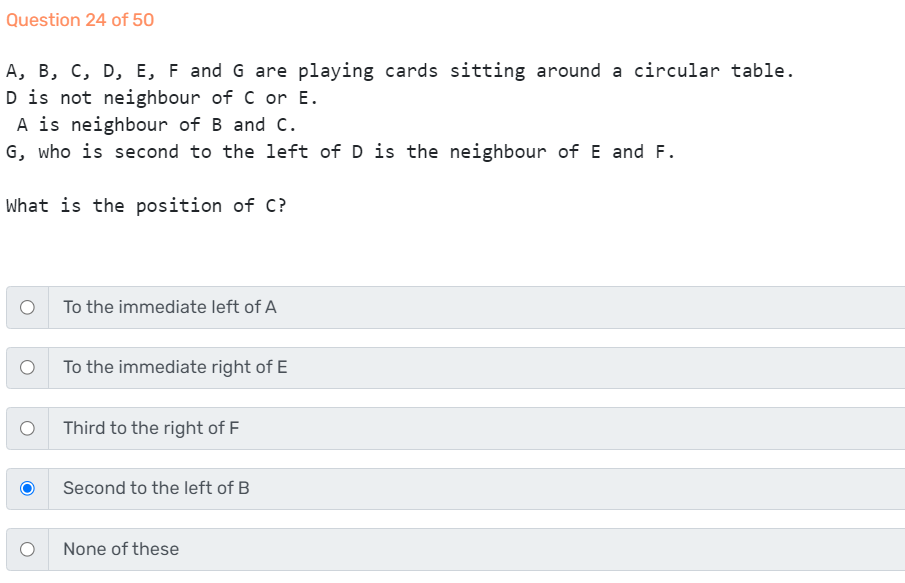 Question 24 of 50
A, B, C, D, E, F and G are playing cards sitting around a circular table.
D is not neighbour of C or E.
A is neighbour of B and C.
G, who is second to the left of D is the neighbour of E and F.
What is the position of C?
To the immediate left of A
To the immediate right of E
Third to the right of F
Second to the left of B
None of these